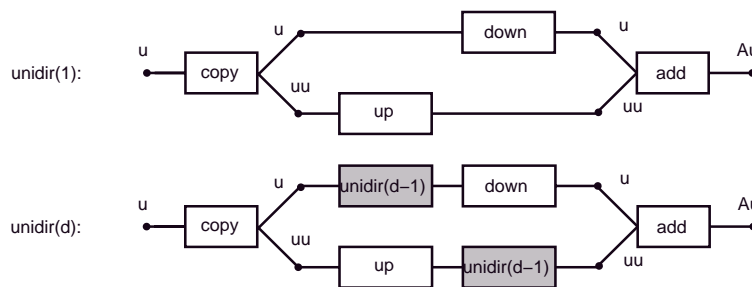 unidir(1):
u
copy
u
down
u
uu
up
uu
add
Au
unidir(d):
u
copy
u
unidir(d−1)
down
u
uu
up
unidir(d−1)
uu
add
Au